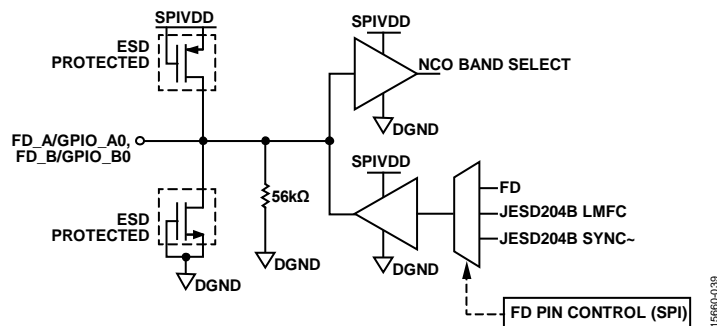 SPIVDD
ESD
PROTECTED
SPIVDD
NCO BAND SELECT
DGND
FD_A/GPIO_A0,
FD_B/GPIO_B0
SPIVDD
56kΩ
FD
JESD204B LMFC
JESD204B SYNC~
ESD
PROTECTED
DGND
DGND
DGND
FD PIN CONTROL (SPI)
15660-039